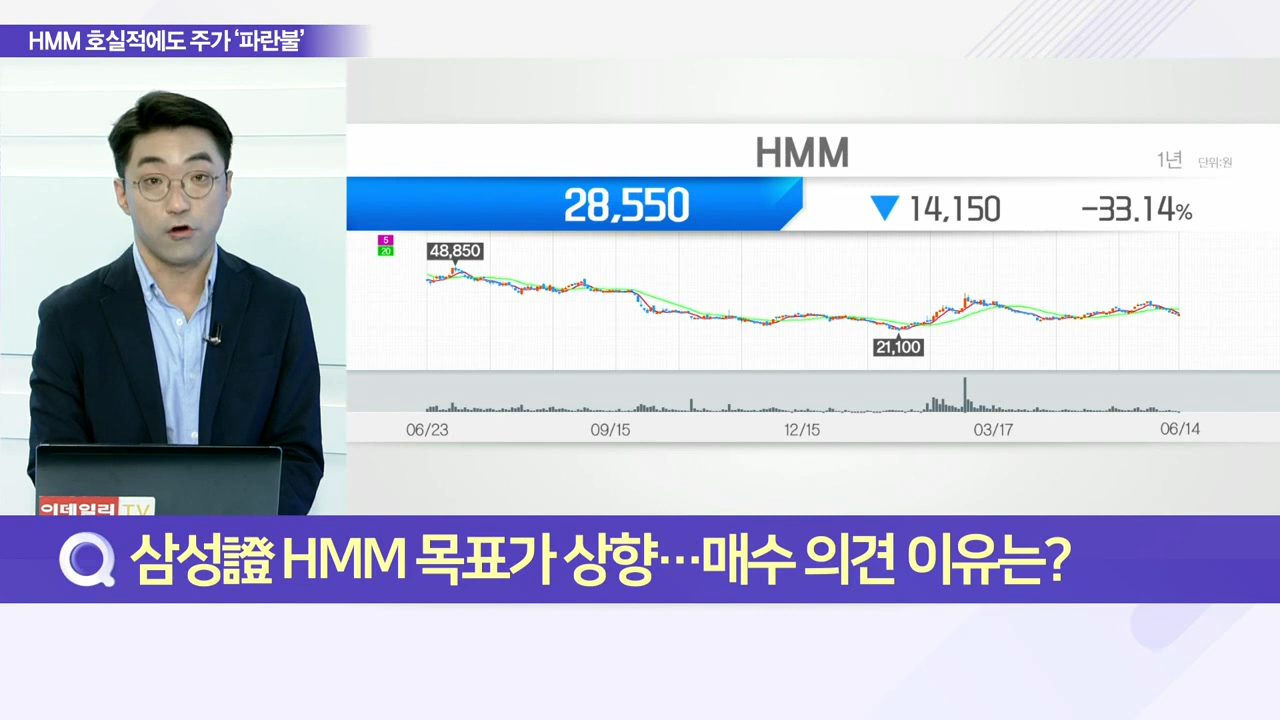 HMM 호실적에도 주가 ‘파란불’
HMM
1년 단위:원
28,550 ▼ 14,150 -33.14%
5
20
48,850
21,100
06/23 09/15 12/15 03/17 06/14
이데일리 TV
Q 삼성證 HMM 목표가 상향…매수 의견 이유는?